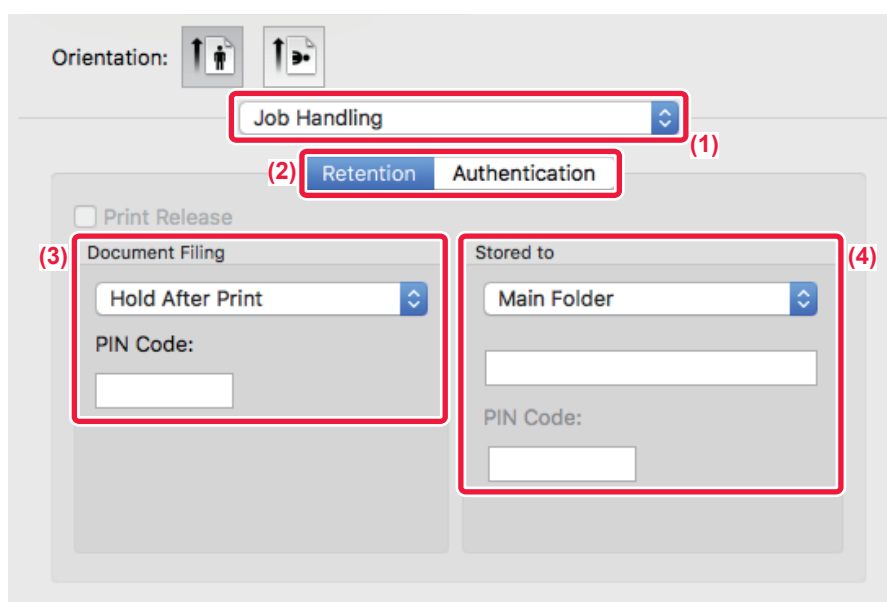 Orientation:
Job Handling
(1)
(2) Retention Authentication
Print Release
(3) Document Filing
Stored to (4)
Hold After Print
Main Folder
PIN Code:
PIN Code: